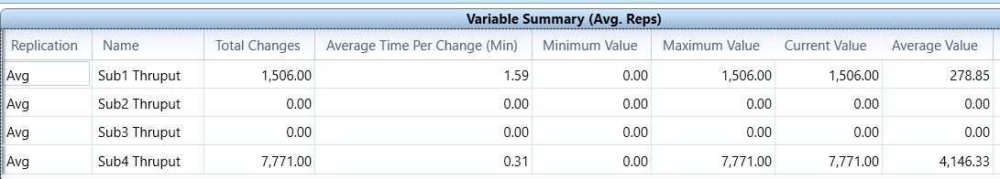 Variable Summary (Avg. Reps)
Replication Name Total Changes Average Time Per Change (Min) Minimum Value Maximum Value Current Value Average Value
Avg Sub1 Thruput 1,506.00 1.59 0.00 1,506.00 1,506.00 278.85
Avg Sub2 Thruput 0.00 0.00 0.00 0.00 0.00 0.00
Avg Sub3 Thruput 0.00 0.00 0.00 0.00 0.00 0.00
Avg Sub4 Thruput 7,771.00 0.31 0.00 7,771.00 7,771.00 4,146.33